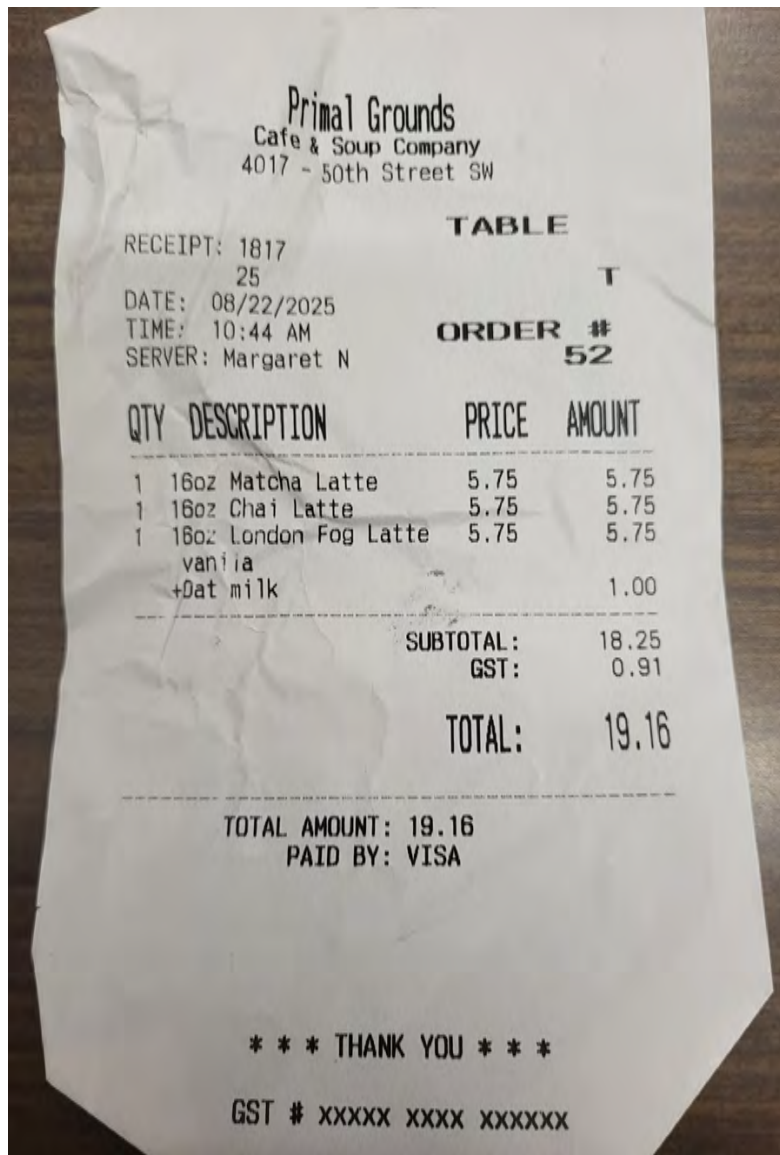 Primal Grounds
Cafe & Soup Company
4017 - 50th Street SW
TABLE
RECEIPT: 1817
25
T
DATE: 08/22/2025
TIME: 10:44 AM
ORDER #
52
SERVER: Margaret N
QTY DESCRIPTION PRICE AMOUNT
1 16oz Matcha Latte 5.75 5.75
1 16oz Chai Latte 5.75 5.75
1 16oz London Fog Latte 5.75 5.75
+Oat milk 1.00
SUBTOTAL: 18.25
GST: 0.91
TOTAL: 19.16
TOTAL AMOUNT: 19.16
PAID BY: VISA
* * * THANK YOU * * *
GST # XXXXX XXXX XXXXXX